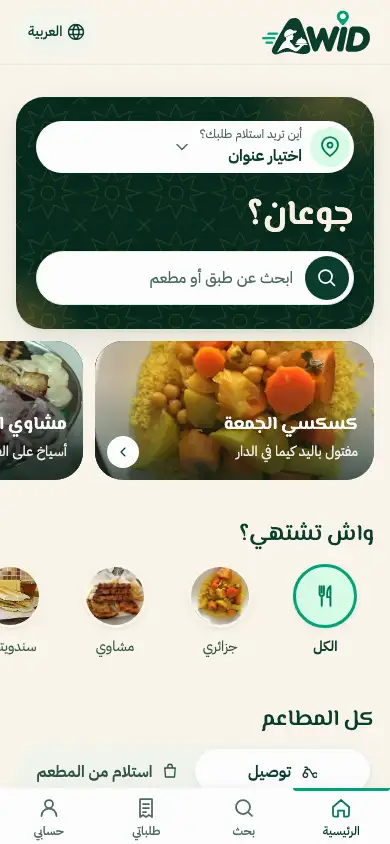 AWID
العربية
أين تريد استلام طلبك؟
اختيار عنوان
جوعان؟
ابحث عن طبق أو مطعم
كسكسي الجمعة
مفتول باليد كيما في الدار
مشاوي
أسياخ على
واش تشتهي؟
الكل
جزائري
مشاوي
كل المطاعم
توصيل
استلام من المطعم
الرئيسية
بحث
طلباتي
حسابي